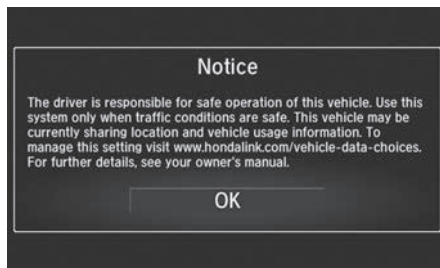 Notice
The driver is responsible for safe operation of this vehicle. Use this
system only when traffic conditions are safe. This vehicle may be
currently sharing location and vehicle usage information. To
manage this setting visit www.hondalink.com/vehicle-data-choices.
For further details, see your owner's manual.
OK